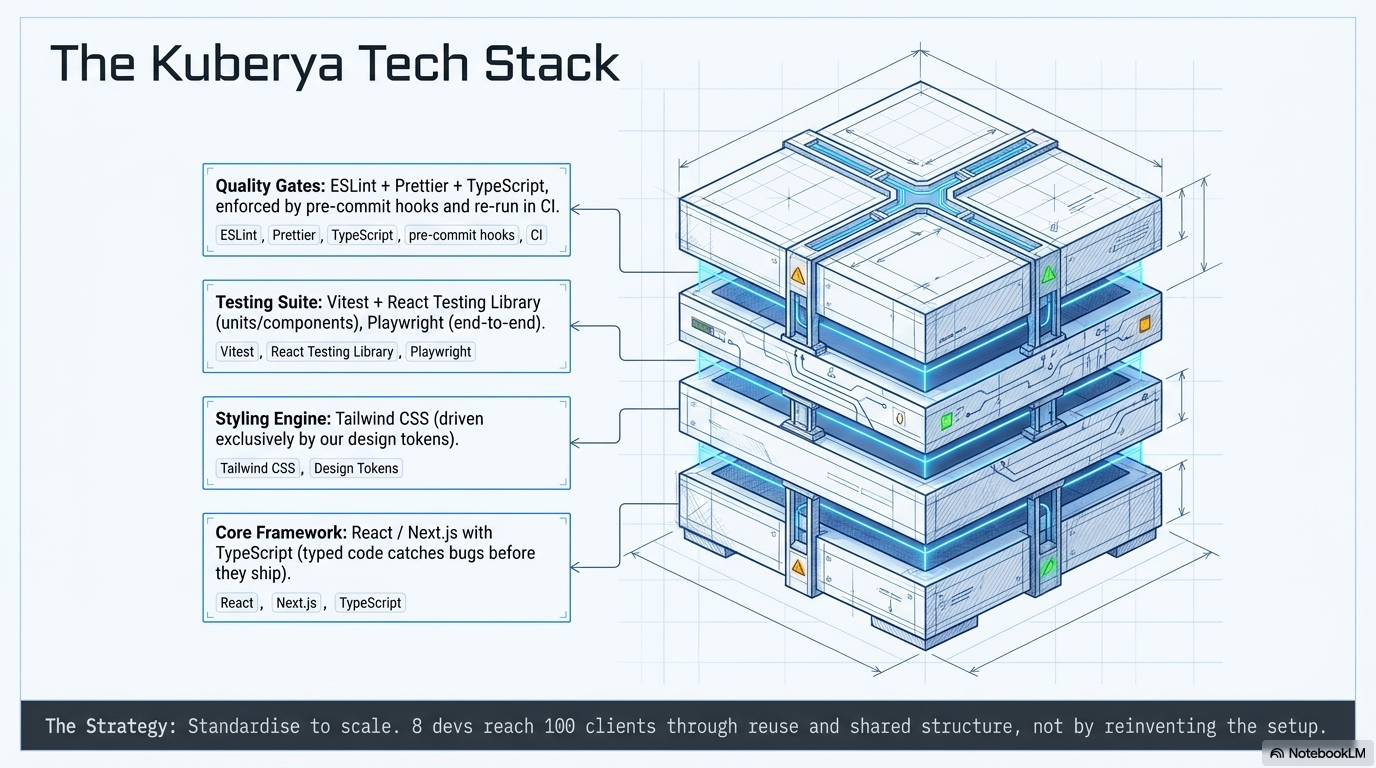 The Kuberya Tech Stack
Quality Gates: ESLint + Prettier + TypeScript,
enforced by pre-commit hooks and re-run in CI.
ESLint, Prettier, TypeScript, pre-commit hooks, CI
Testing Suite: Vitest + React Testing Library
(units/components), Playwright (end-to-end).
Vitest, React Testing Library, Playwright
Styling Engine: Tailwind CSS (driven
exclusively by our design tokens).
Tailwind CSS, Design Tokens
Core Framework: React / Next.js with
TypeScript (typed code catches bugs before
they ship).
React, Next.js, TypeScript
The Strategy: Standardise to scale. 8 devs reach 100 clients through reuse and shared structure, not by reinventing the setup.
NotebookLM